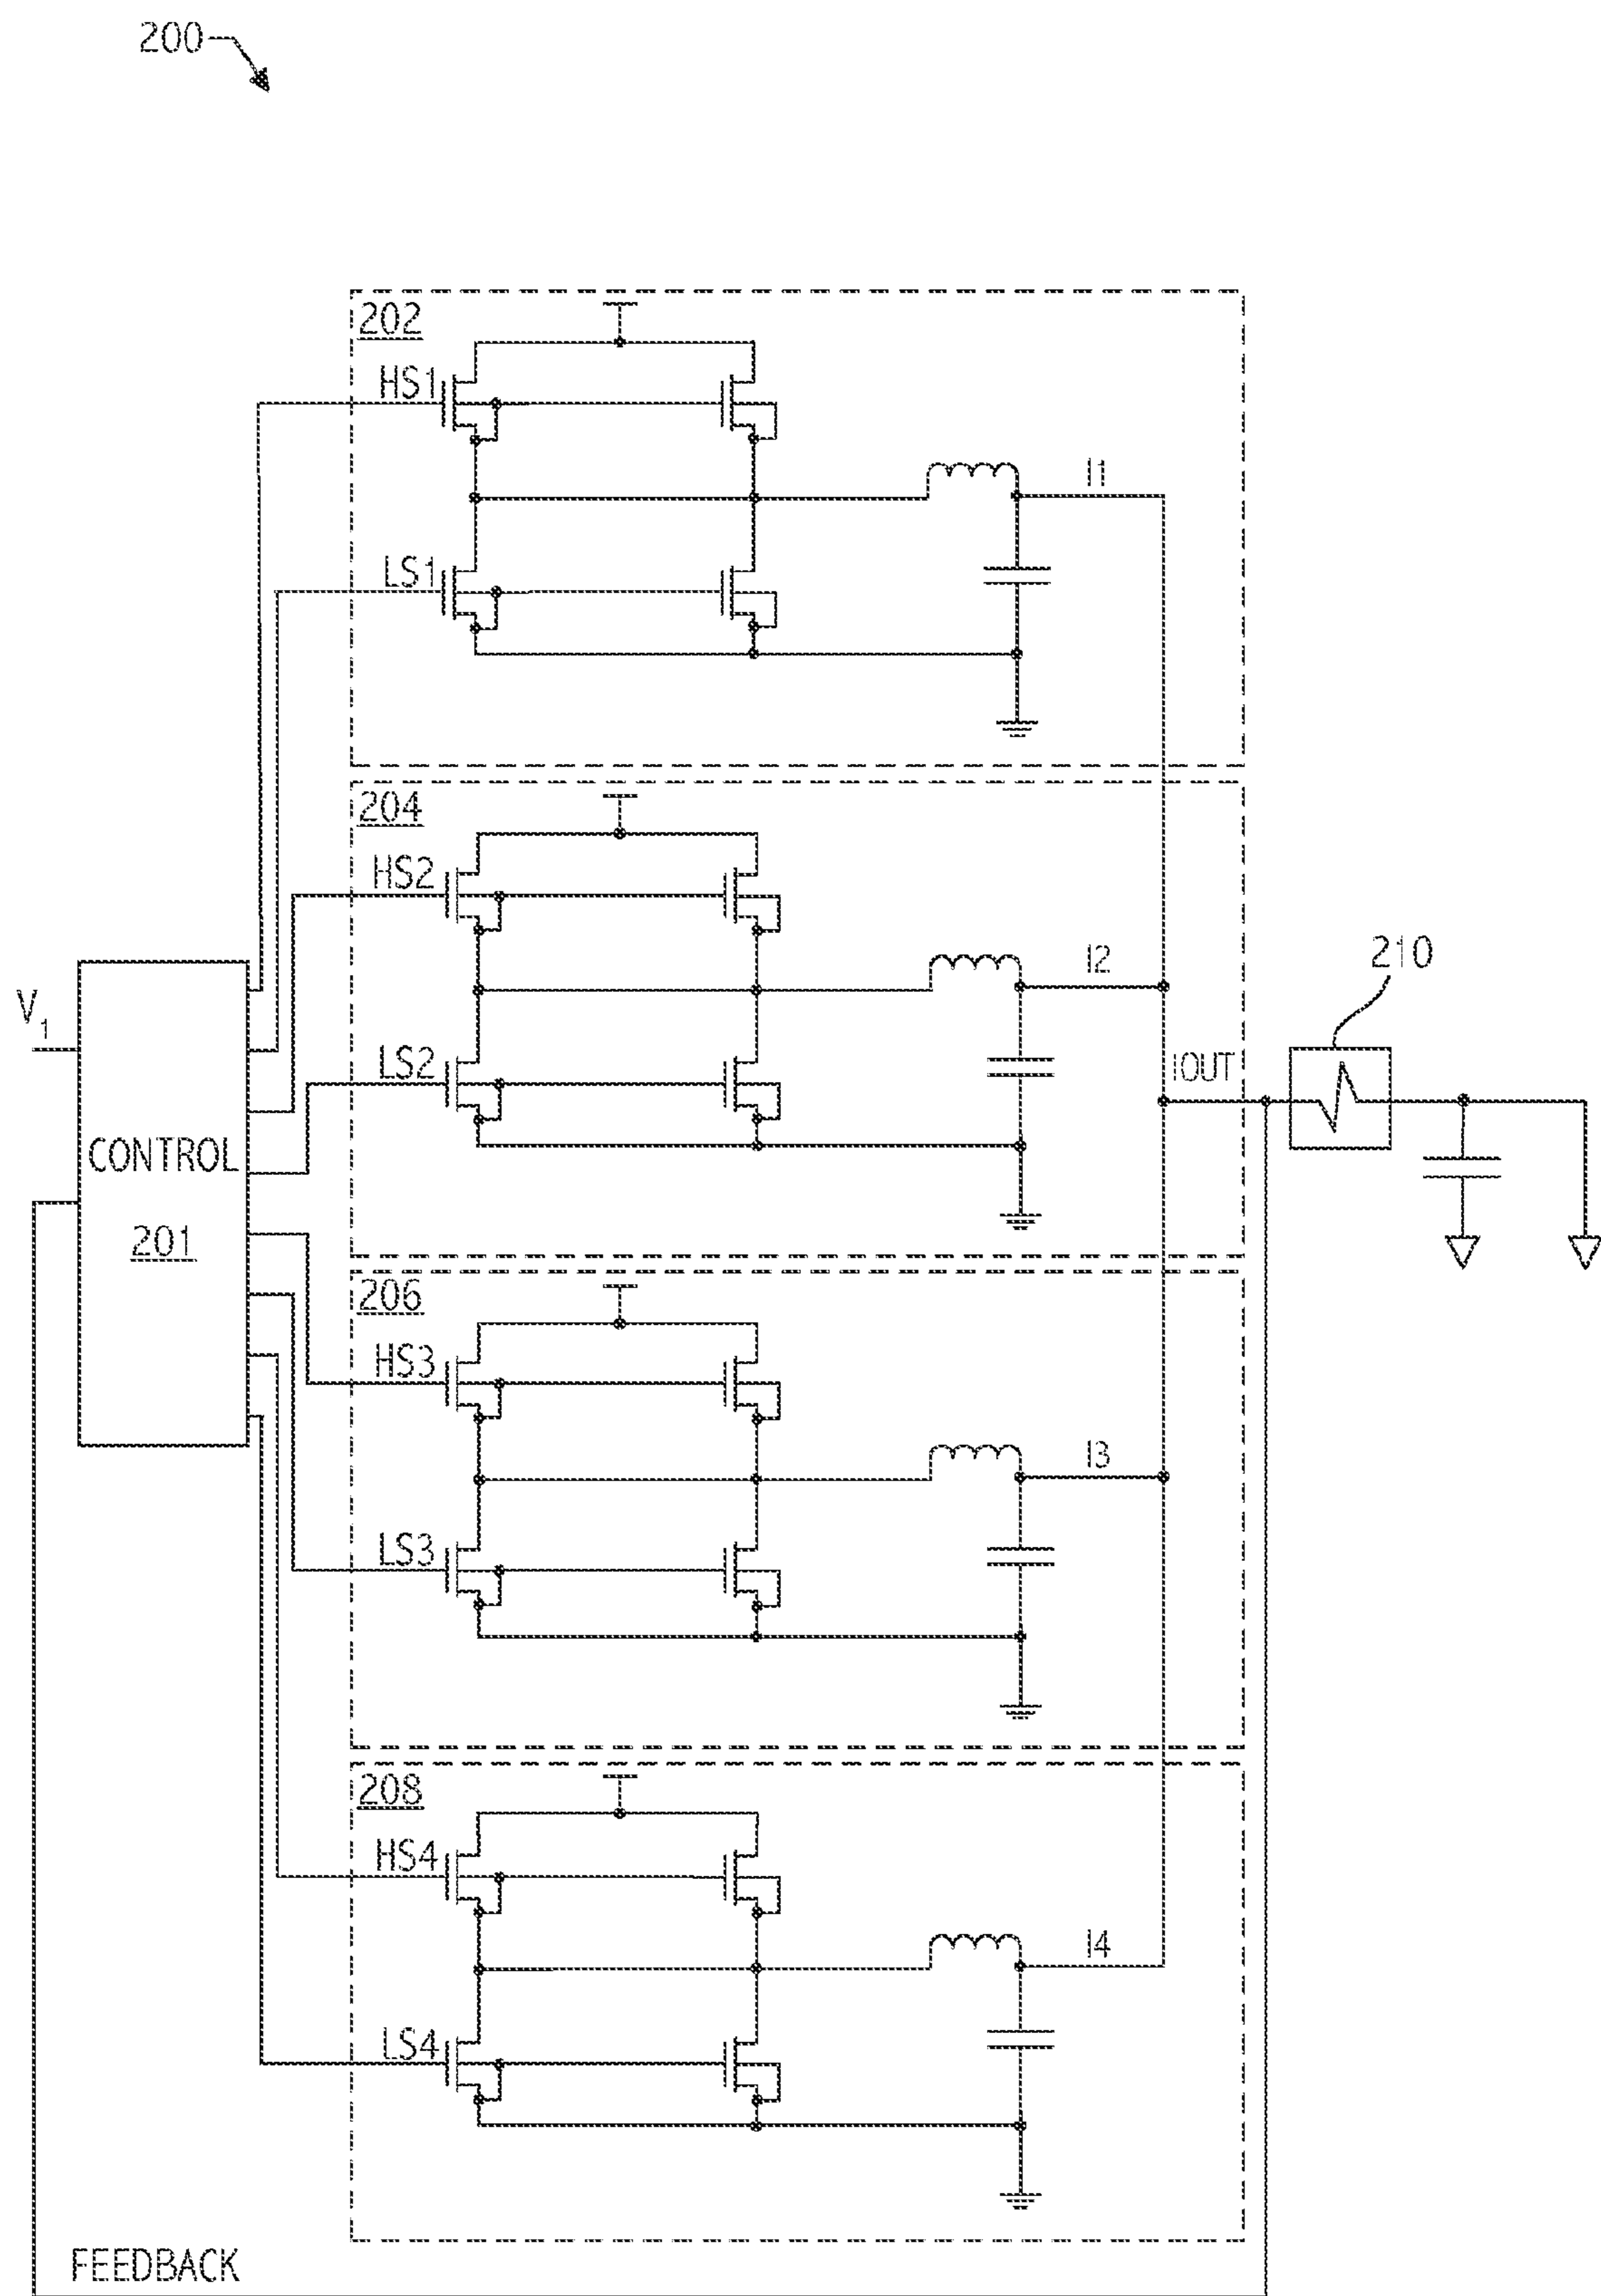 200
202
HS1
I1
LS1
204
HS2
I2
210
V1
LS2
IOUT
CONTROL
201
206
HS3
I3
LS3
208
HS4
I4
LS4
FEEDBACK